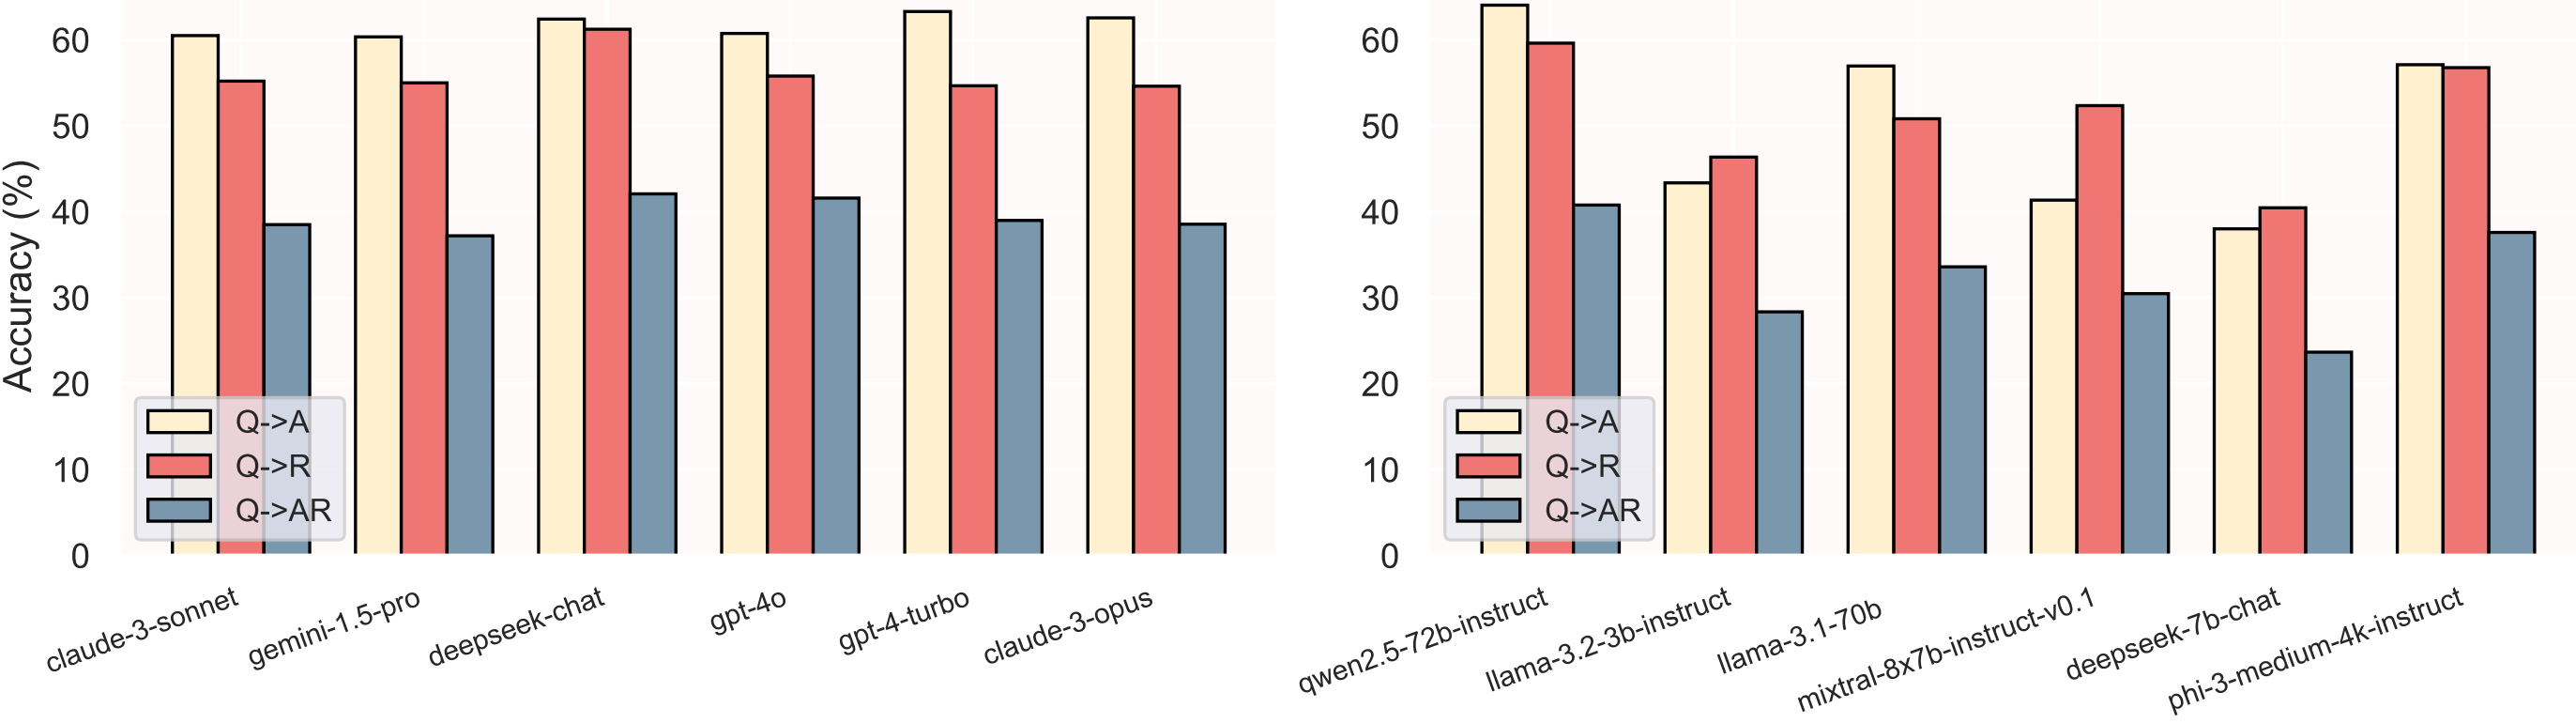 Accuracy (%)
60
50
40
30
20
10
0
Q->A
Q->R
Q->AR
claude-3-sonnet
gemini-1.5-pro
deepseek-chat
gpt-4o
gpt-4-turbo
claude-3-opus
60
50
40
30
20
10
0
Q->A
Q->R
Q->AR
qwen2.5-72b-instruct
llama-3.2-3b-instruct
llama-3.1-70b
mixtral-8x7b-instruct-v0.1
deepseek-7b-chat
phi-3-medium-4k-instruct